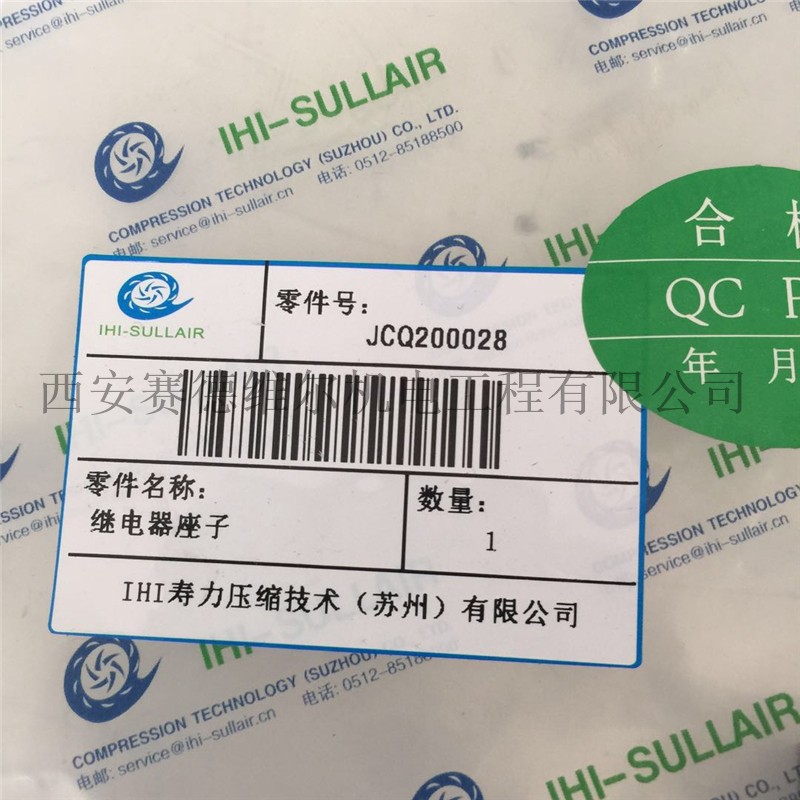 COMPRESSION TECHNOLOGY
电邮: service@ihi-su
IHI-SULLAIR
COMPRESSION TECHNOLOGY (SUZHOU) CO., LTD.
电邮: service@ihi-sullair.cn
电话: 0512-85188500
IHI-SULLAIR
零件号:
JCQ200028
合
QC
年 月
西安赛德维尔机电工程有限公司
零件名称:
继电器座子
数量:
1
IHI寿力压缩技术（苏州）有限公司
IHI-SULLAIR
COMPRESSION TECHNOLOGY (SUZHOU) CO., LTD.
电邮: service@ihi-sullair.cn
电话: 0512-85188500
IHI-SULLAIR
IHI-SULLAIR